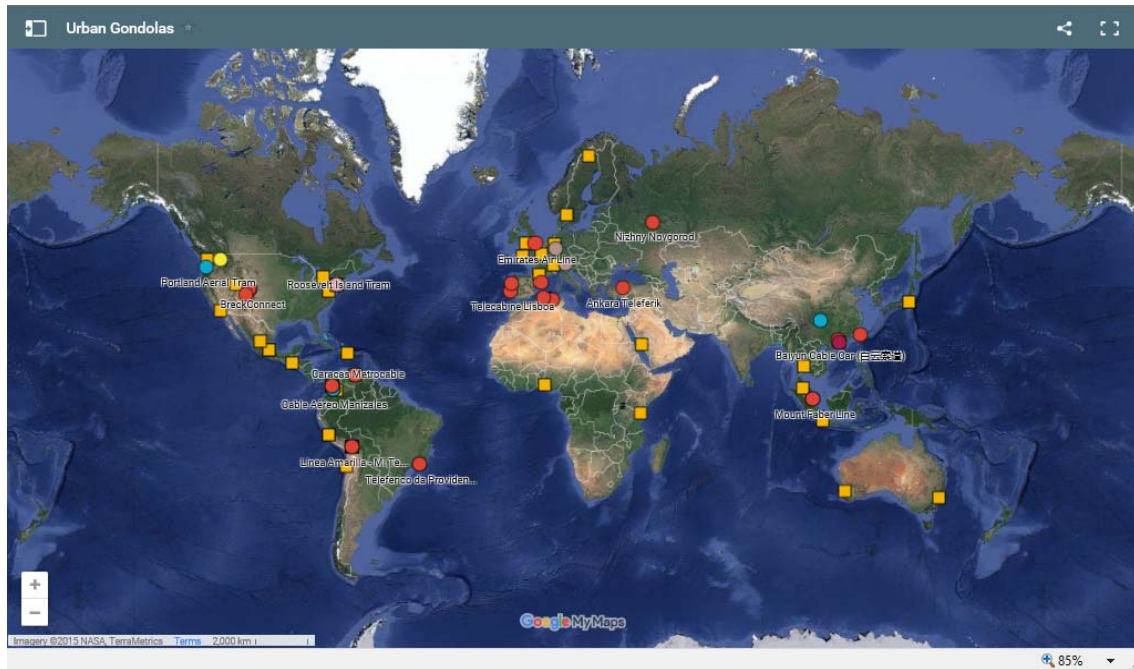 Urban Gondolas
Nizhny Novgorod
Emirates Air Line
Portland Aerial Tram
Roosevelt Island Tram
BreckConnect
Telecabine Lisboa
Ankara Teleferik
Baiyun Cable Car (白云索道)
Caracas Metrocable
Cable Aéreo Manizales
Mount Faber Line
Linea Amarilla - Mi Te...
Teleferico da Providen...
+
−
Google My Maps
Imagery ©2015 NASA, TerraMetrics Terms 2,000 km
85%